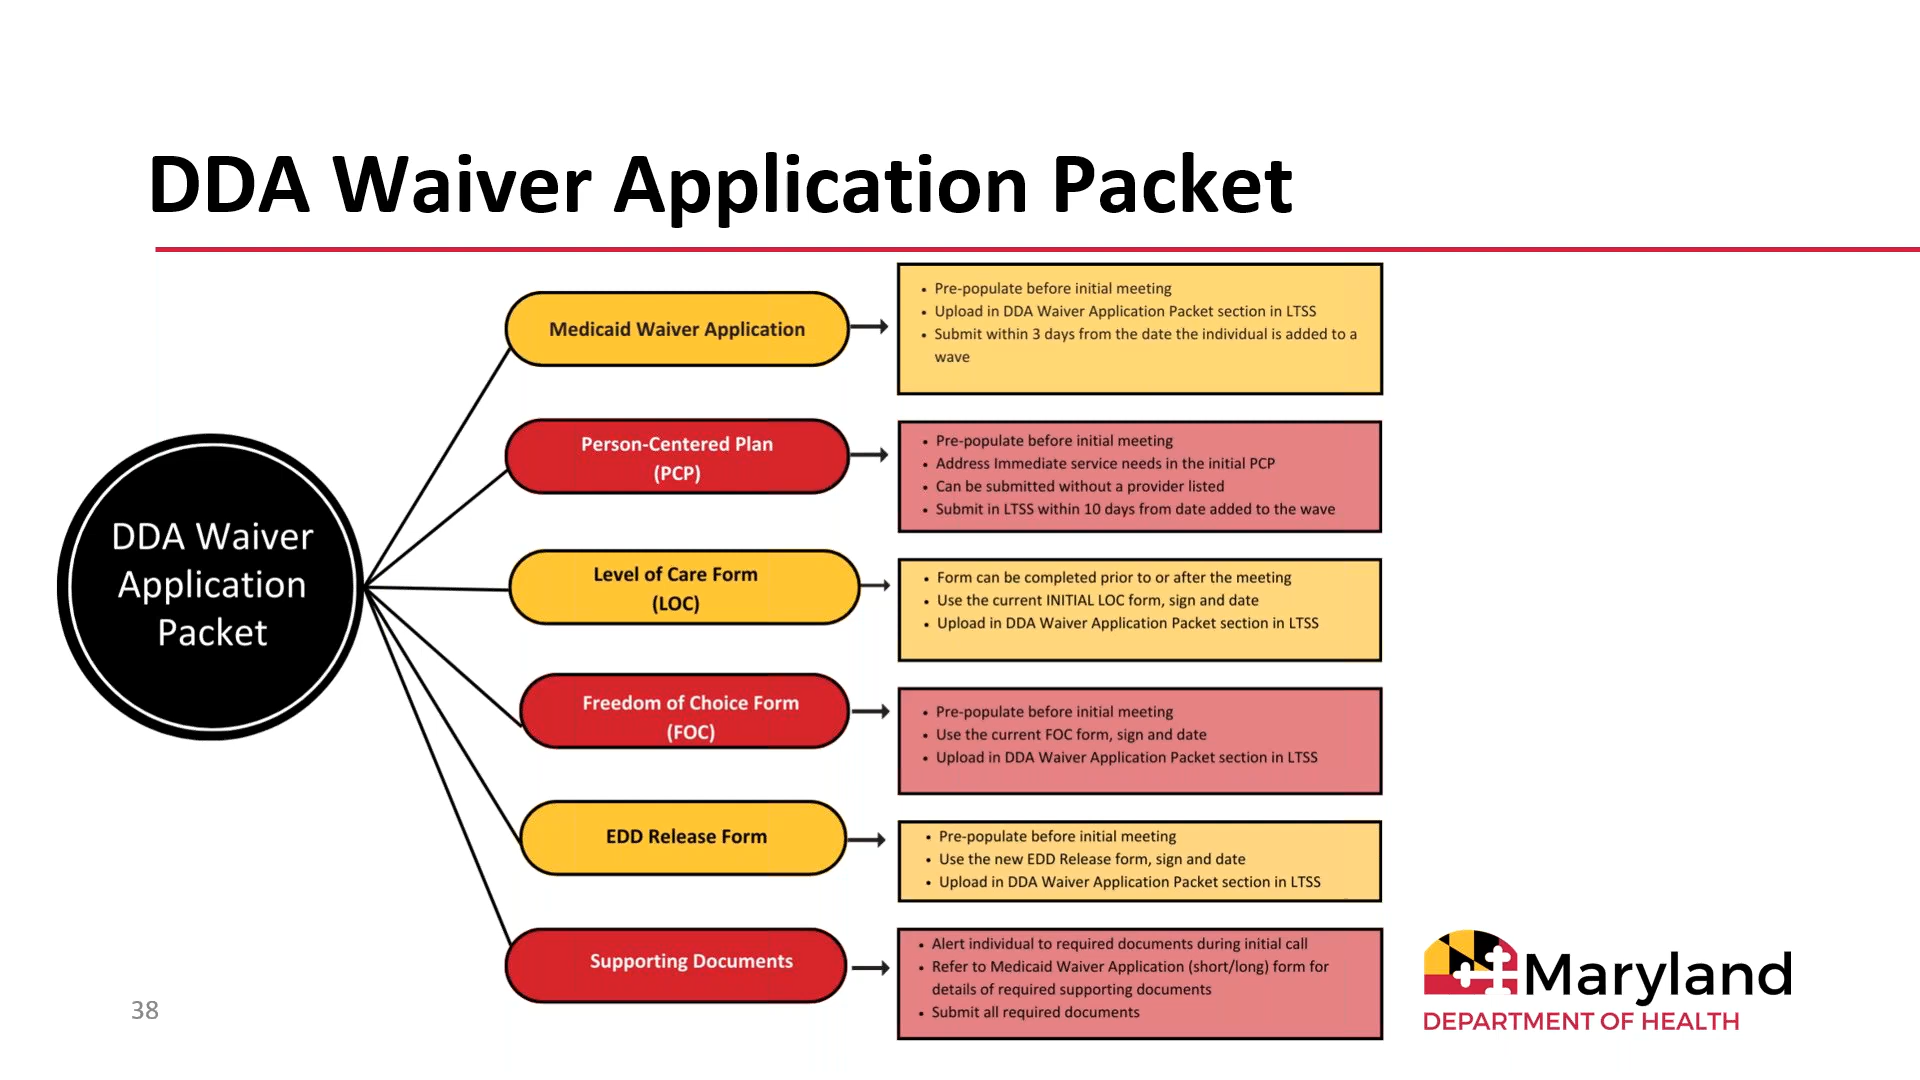 DDA Waiver Application Packet
DDA Waiver
Application
Packet
Medicaid Waiver Application
• Pre-populate before initial meeting
• Upload in DDA Waiver Application Packet section in LTSS
• Submit within 3 days from the date the individual is added to a
wave
Person-Centered Plan
(PCP)
• Pre-populate before initial meeting
• Address Immediate service needs in the initial PCP
• Can be submitted without a provider listed
• Submit in LTSS within 10 days from date added to the wave
Level of Care Form
(LOC)
• Form can be completed prior to or after the meeting
• Use the current INITIAL LOC form, sign and date
• Upload in DDA Waiver Application Packet section in LTSS
Freedom of Choice Form
(FOC)
• Pre-populate before initial meeting
• Use the current FOC form, sign and date
• Upload in DDA Waiver Application Packet section in LTSS
EDD Release Form
• Pre-populate before initial meeting
• Use the new EDD Release form, sign and date
• Upload in DDA Waiver Application Packet section in LTSS
Supporting Documents
• Alert individual to required documents during initial call
• Refer to Medicaid Waiver Application (short/long) form for
details of required supporting documents
• Submit all required documents
38
Maryland
DEPARTMENT OF HEALTH